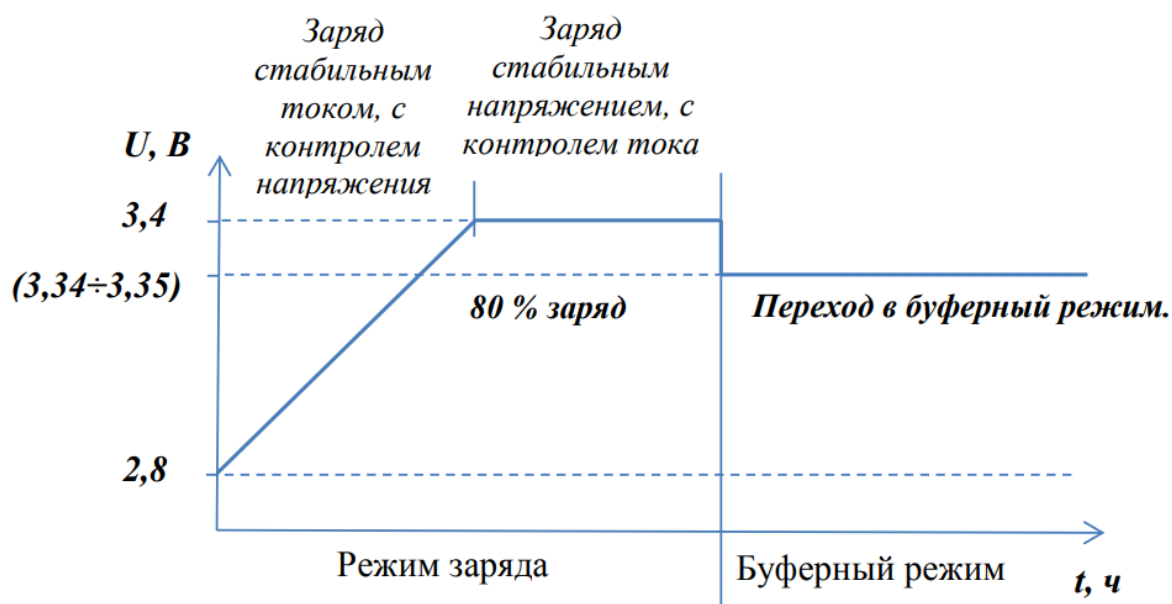 Заряд
стабильным
током, с
контролем
напряжения
Заряд
стабильным
напряжением, с
контролем тока
U, В
3,4
(3,34÷3,35)
2,8
80 % заряд
Переход в буферный режим.
Режим заряда
Буферный режим
t, ч